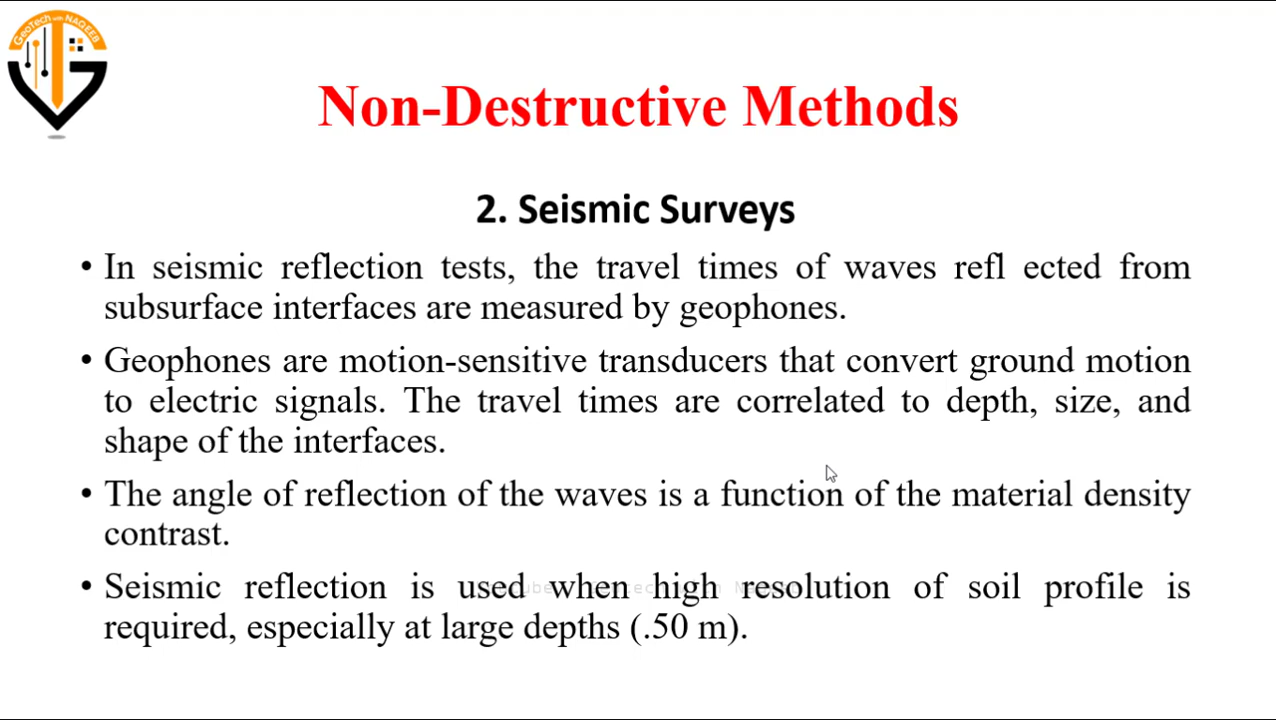 GeoTech with NAQEEB
Non-Destructive Methods
2. Seismic Surveys
• In seismic reflection tests, the travel times of waves refl ected from
subsurface interfaces are measured by geophones.
• Geophones are motion-sensitive transducers that convert ground motion
to electric signals. The travel times are correlated to depth, size, and
shape of the interfaces.
• The angle of reflection of the waves is a function of the material density
contrast.
• Seismic reflection is used when high resolution of soil profile is
required, especially at large depths (.50 m).